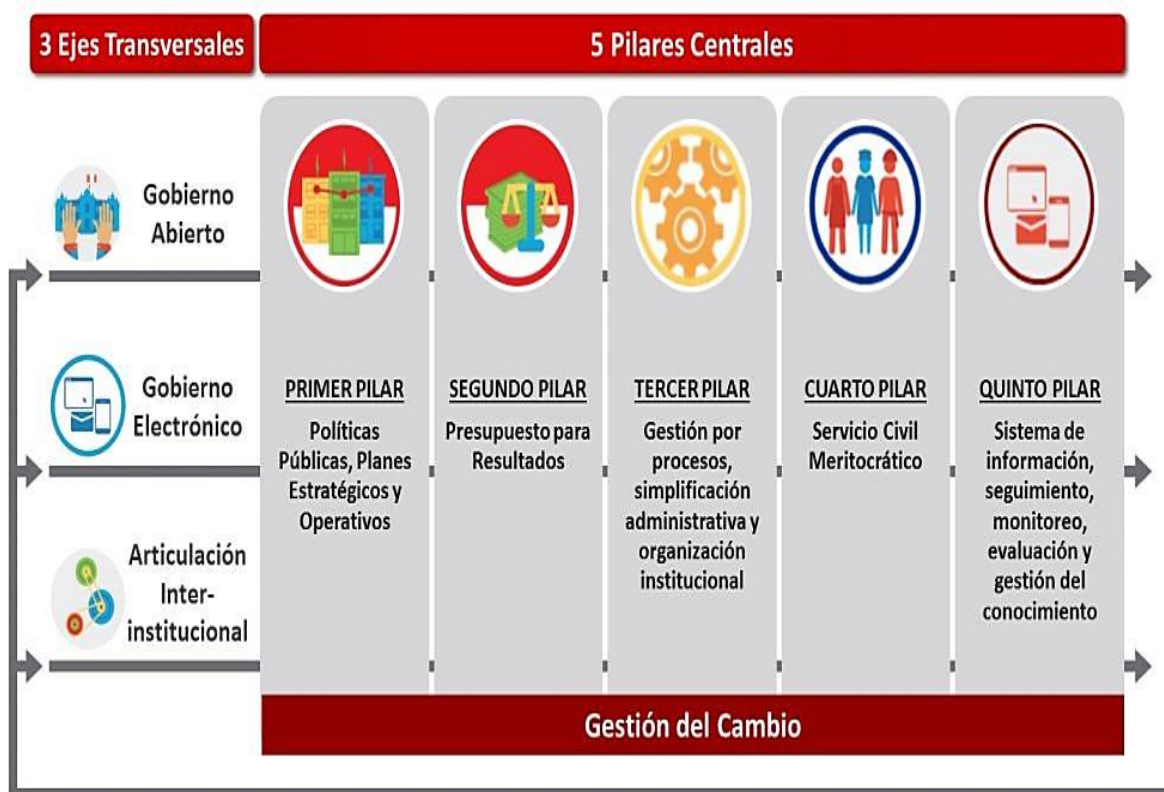 3 Ejes Transversales
5 Pilares Centrales
Gobierno
Abierto
Gobierno
Electrónico
Articulación
Inter-
institucional
PRIMER PILAR
Políticas
Públicas, Planes
Estratégicos y
Operativos
SEGUNDO PILAR
Presupuesto para
Resultados
TERCER PILAR
Gestión por
procesos,
simplificación
administrativa y
organización
institucional
CUARTO PILAR
Servicio Civil
Meritocrático
QUINTO PILAR
Sistema de
información,
seguimiento,
monitoreo,
evaluación y
gestión del
conocimiento
Gestión del Cambio